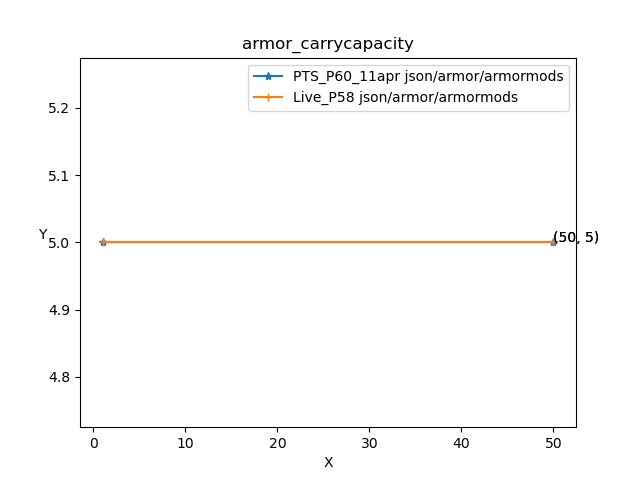 armor_carrycapacity
PTS_P60_11apr json/armor/armormods
Live_P58 json/armor/armormods
5.2
5.1
Y
5.0
(50, 5)
4.9
4.8
0 10 20 30 40 50
X